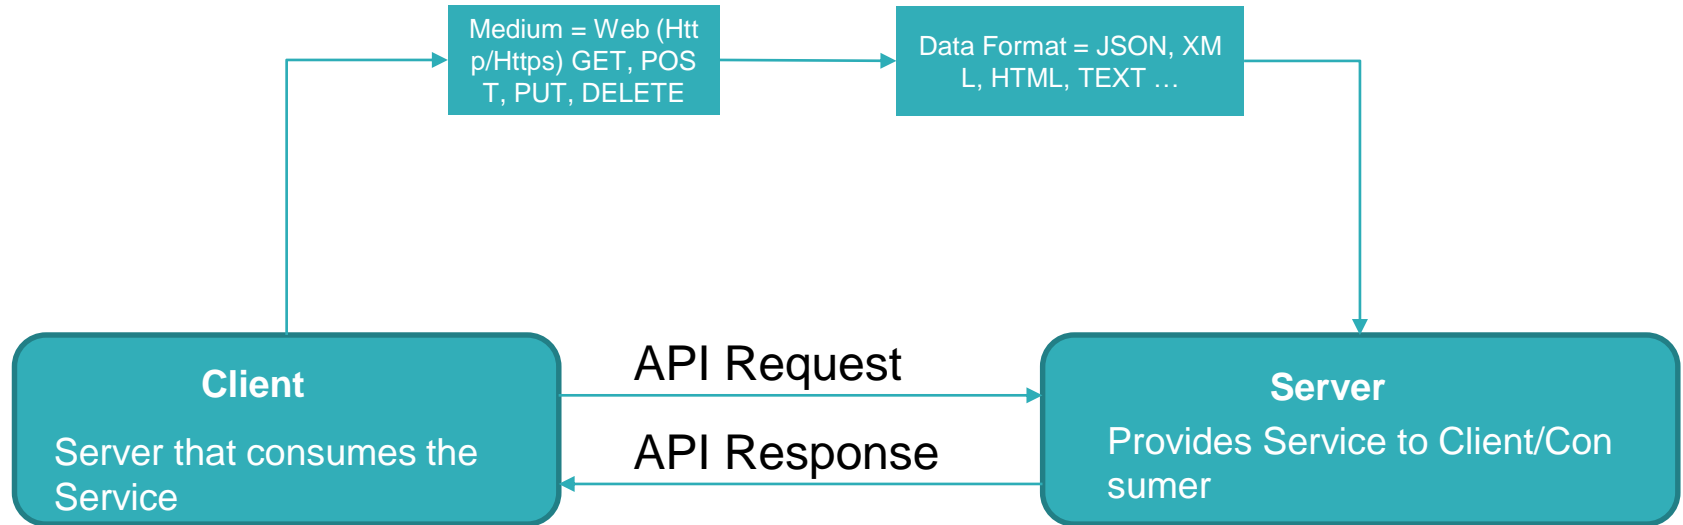 Medium = Web (Htt
p/Https) GET, POS
T, PUT, DELETE
Data Format = JSON, XM
L, HTML, TEXT …
Client
Server that consumes the
Service
API Request
API Response
Server
Provides Service to Client/Con
sumer